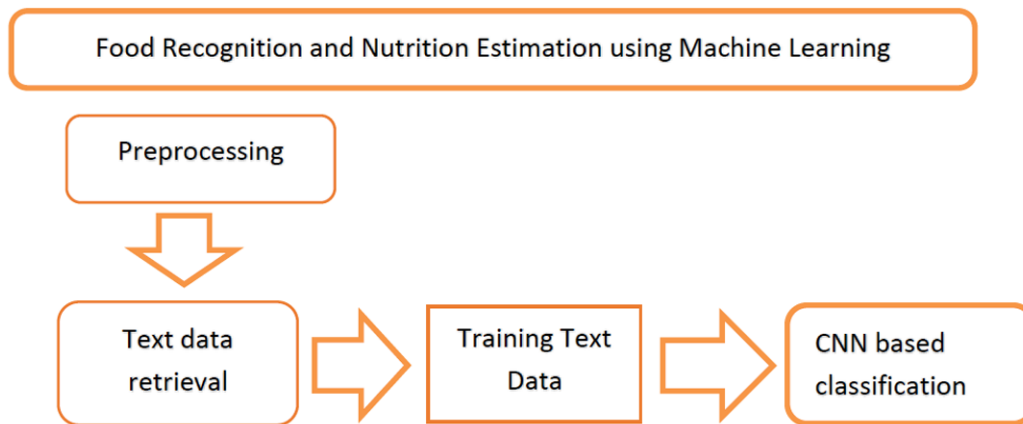 Food Recognition and Nutrition Estimation using Machine Learning
Preprocessing
Text data
retrieval
Training Text
Data
CNN based
classification